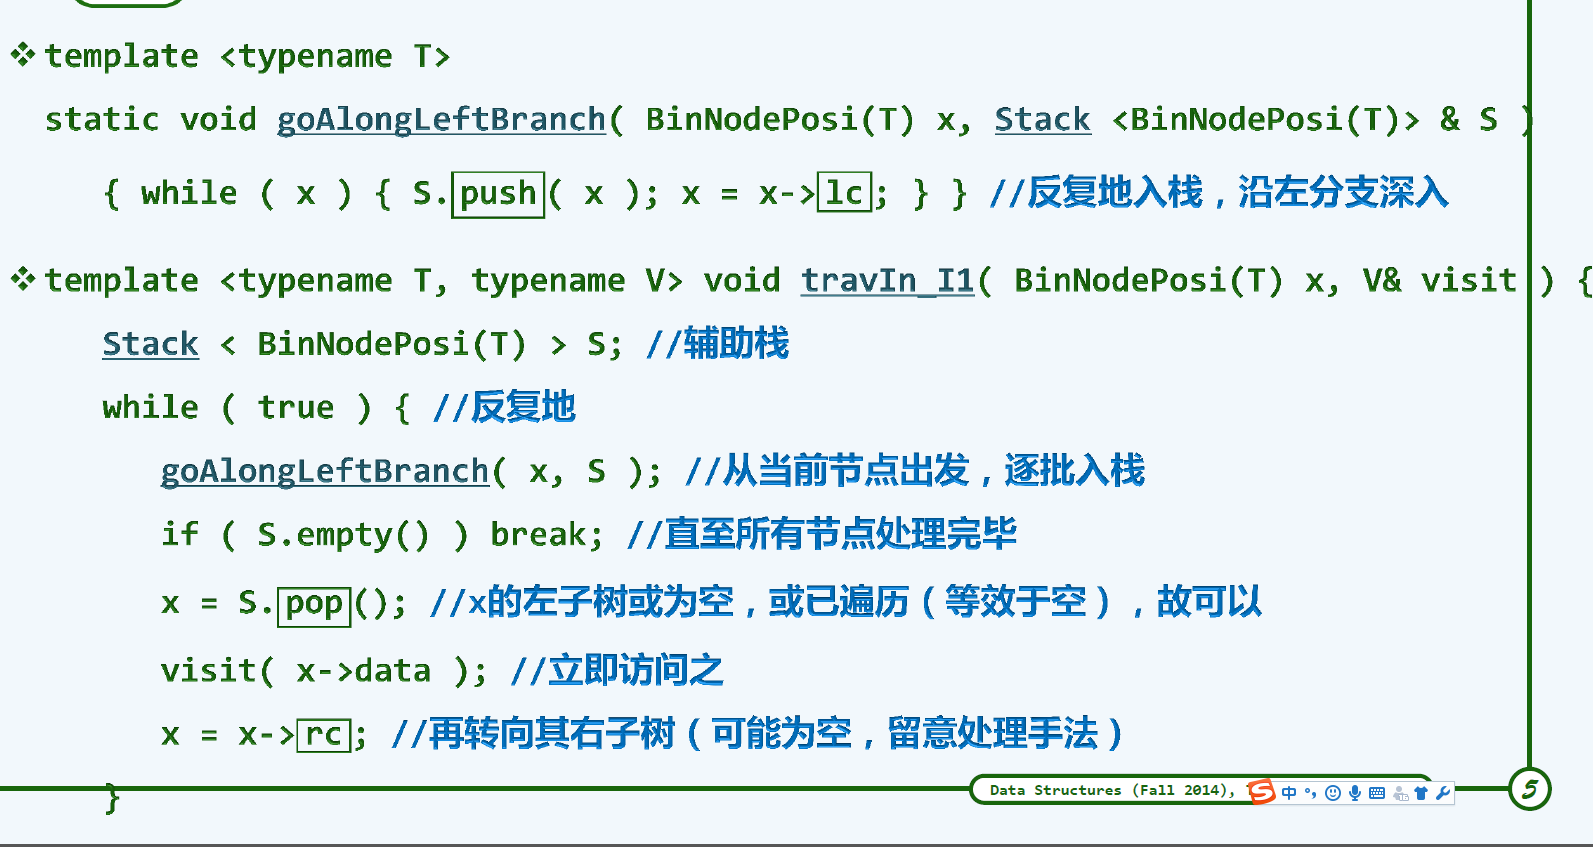 ❖ template <typename T>
static void goAlongLeftBranch( BinNodePosi(T) x, Stack <BinNodePosi(T)> & S )
{ while ( x ) { S.push( x ); x = x->lc; } } //反复地入栈，沿左分支深入
❖ template <typename T, typename V> void travIn_I1( BinNodePosi(T) x, V& visit ) {
Stack < BinNodePosi(T) > S; //辅助栈
while ( true ) { //反复地
goAlongLeftBranch( x, S ); //从当前节点出发，逐批入栈
if ( S.empty() ) break; //直至所有节点处理完毕
x = S.pop(); //x的左子树或为空，或已遍历（等效于空），故可以
visit( x->data ); //立即访问之
x = x->rc; //再转向其右子树（可能为空，留意处理手法）
}
Data Structures (Fall 2014),
S 中
5